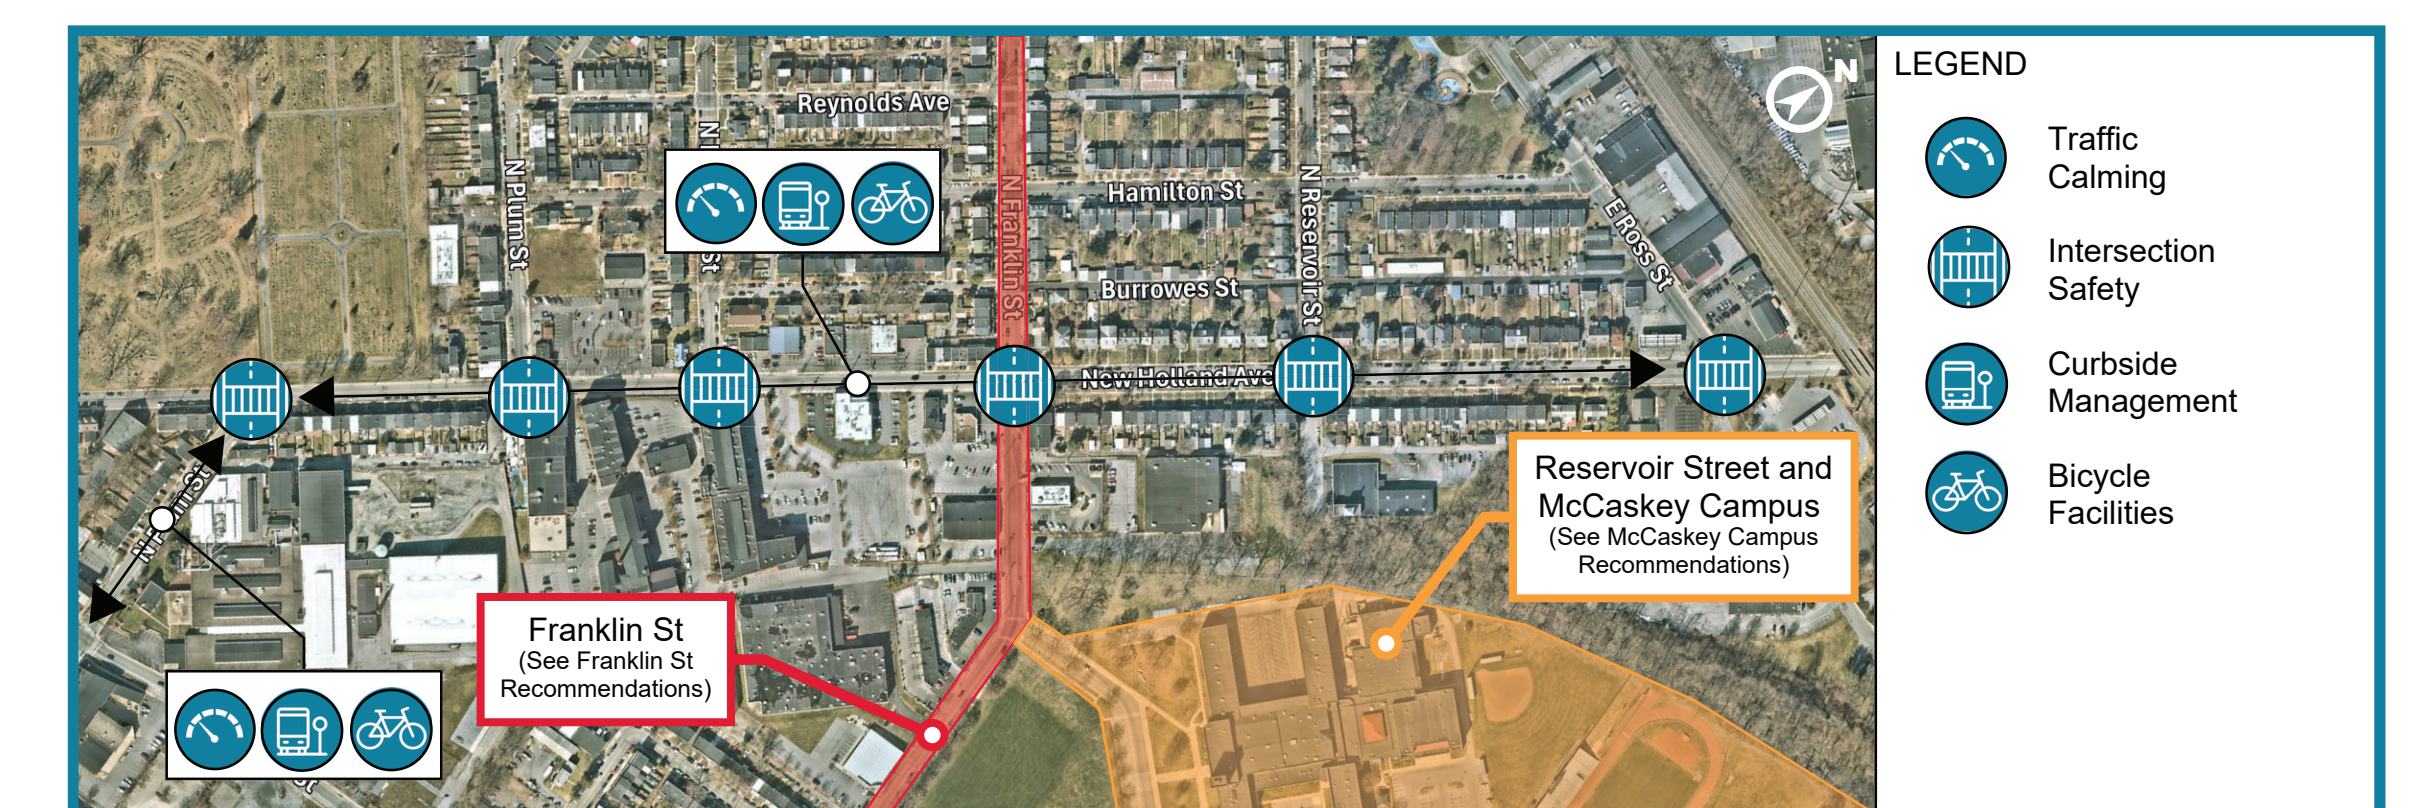 Reynolds Ave
N
LEGEND
Traffic
Calming
N Plum St
St
N Franklin St
Hamilton St
N Reservoir St
E Ross St
Intersection
Safety
Burrowes St
New Holland Ave
Curbside
Management
Reservoir Street and
McCaskey Campus
(See McCaskey Campus
Recommendations)
Bicycle
Facilities
Franklin St
(See Franklin St
Recommendations)
St